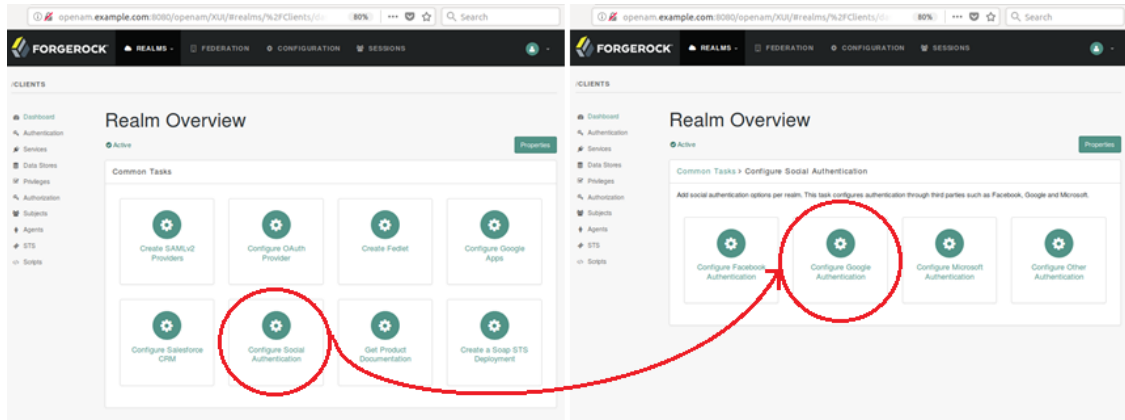 openam.example.com:8080/openam/XUI/#realms/%2FClients/da
80%
Search
FORGEROCK
REALMS
FEDERATION
CONFIGURATION
SESSIONS
/CLIENTS
Dashboard
Authentication
Services
Data Stores
Privileges
Authorization
Subjects
Agents
STS
Scripts
Realm Overview
Active
Properties
Common Tasks
Create SAMLv2
Providers
Configure OAuth
Provider
Create Fedlet
Configure Google
Apps
Configure Salesforce
CRM
Configure Social
Authentication
Get Product
Documentation
Create a Soap STS
Deployment
openam.example.com:8080/openam/XUI/#realms/%2FClients/da
80%
Search
FORGEROCK
REALMS
FEDERATION
CONFIGURATION
SESSIONS
/CLIENTS
Dashboard
Authentication
Services
Data Stores
Privileges
Authorization
Subjects
Agents
STS
Scripts
Realm Overview
Active
Properties
Common Tasks > Configure Social Authentication
Add social authentication options per realm. This task configures authentication through third parties such as Facebook, Google and Microsoft.
Configure Facebook
Authentication
Configure Google
Authentication
Configure Microsoft
Authentication
Configure Other
Authentication